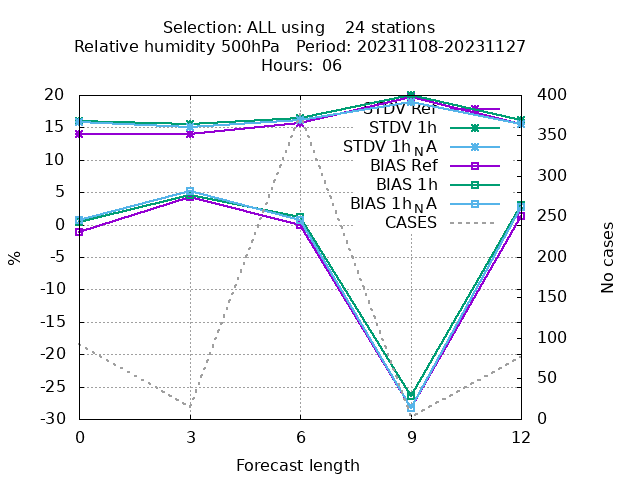 Selection: ALL using    24 stations
Relative humidity 500hPa   Period: 20231108-20231127
Hours: 06
20
15
10
5
0
-5
-10
-15
-20
-25
-30
%
400
350
300
250
200
150
100
50
0
No cases
STDV Ref
STDV 1h
STDV 1hNA
BIAS Ref
BIAS 1h
BIAS 1hNA
CASES
0 3 6 9 12
Forecast length